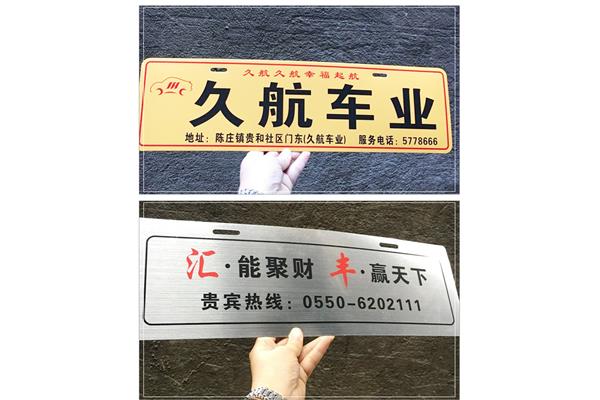 久航久航幸福起航
久航车业
地址：陈庄镇贵和社区门东(久航车业) 服务电话：5778666
汇·能聚财 丰·赢天下
贵宾热线：0550-6202111